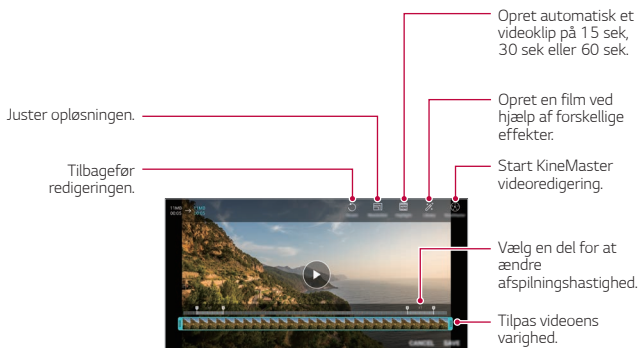 Opret automatisk et
videoklip på 15 sek,
30 sek eller 60 sek.
Juster opløsningen.
Opret en film ved
hjælp af forskellige
effekter.
Tilbagefør
redigeringen.
Start KineMaster
videoredigering.
Vælg en del for at
ændre
afspilningshastighed.
Tilpas videoens
varighed.
CANCEL SAVE